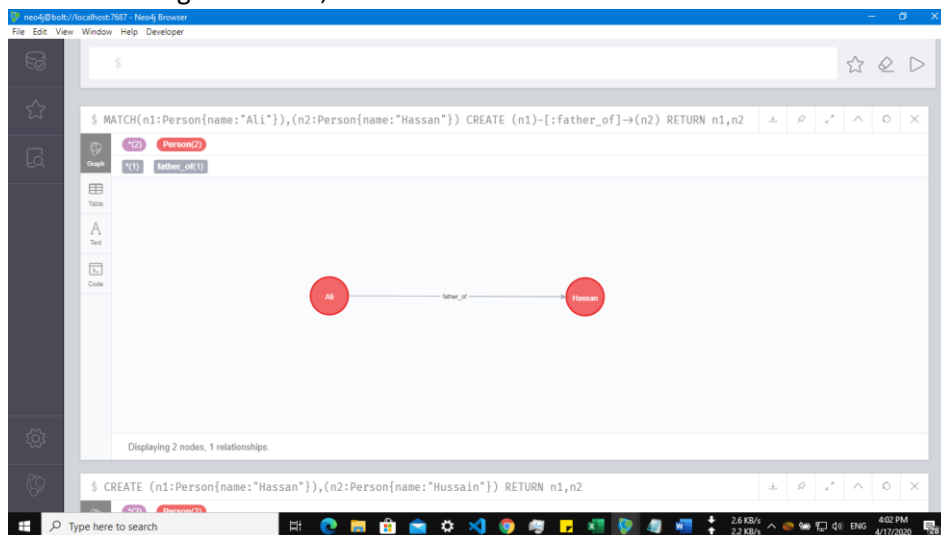 neo4j@bolt://localhost:7687 - Neo4j Browser
File Edit View Window Help Developer
$
$ MATCH(n1:Person{name:"Ali"}),(n2:Person{name:"Hassan"}) CREATE (n1)-[:father_of]→(n2) RETURN n1,n2
*(2) Person(2)
Graph
*(1) father_of(1)
Table
A
Text
Code
Ali father_of Hassan
Displaying 2 nodes, 1 relationships.
$ CREATE (n1:Person{name:"Hassan"}),(n2:Person{name:"Hussain"}) RETURN n1,n2
*(2) Person(2)
Type here to search
2.6 KB/s
2.2 KB/s
ENG
4:02 PM
4/17/2020